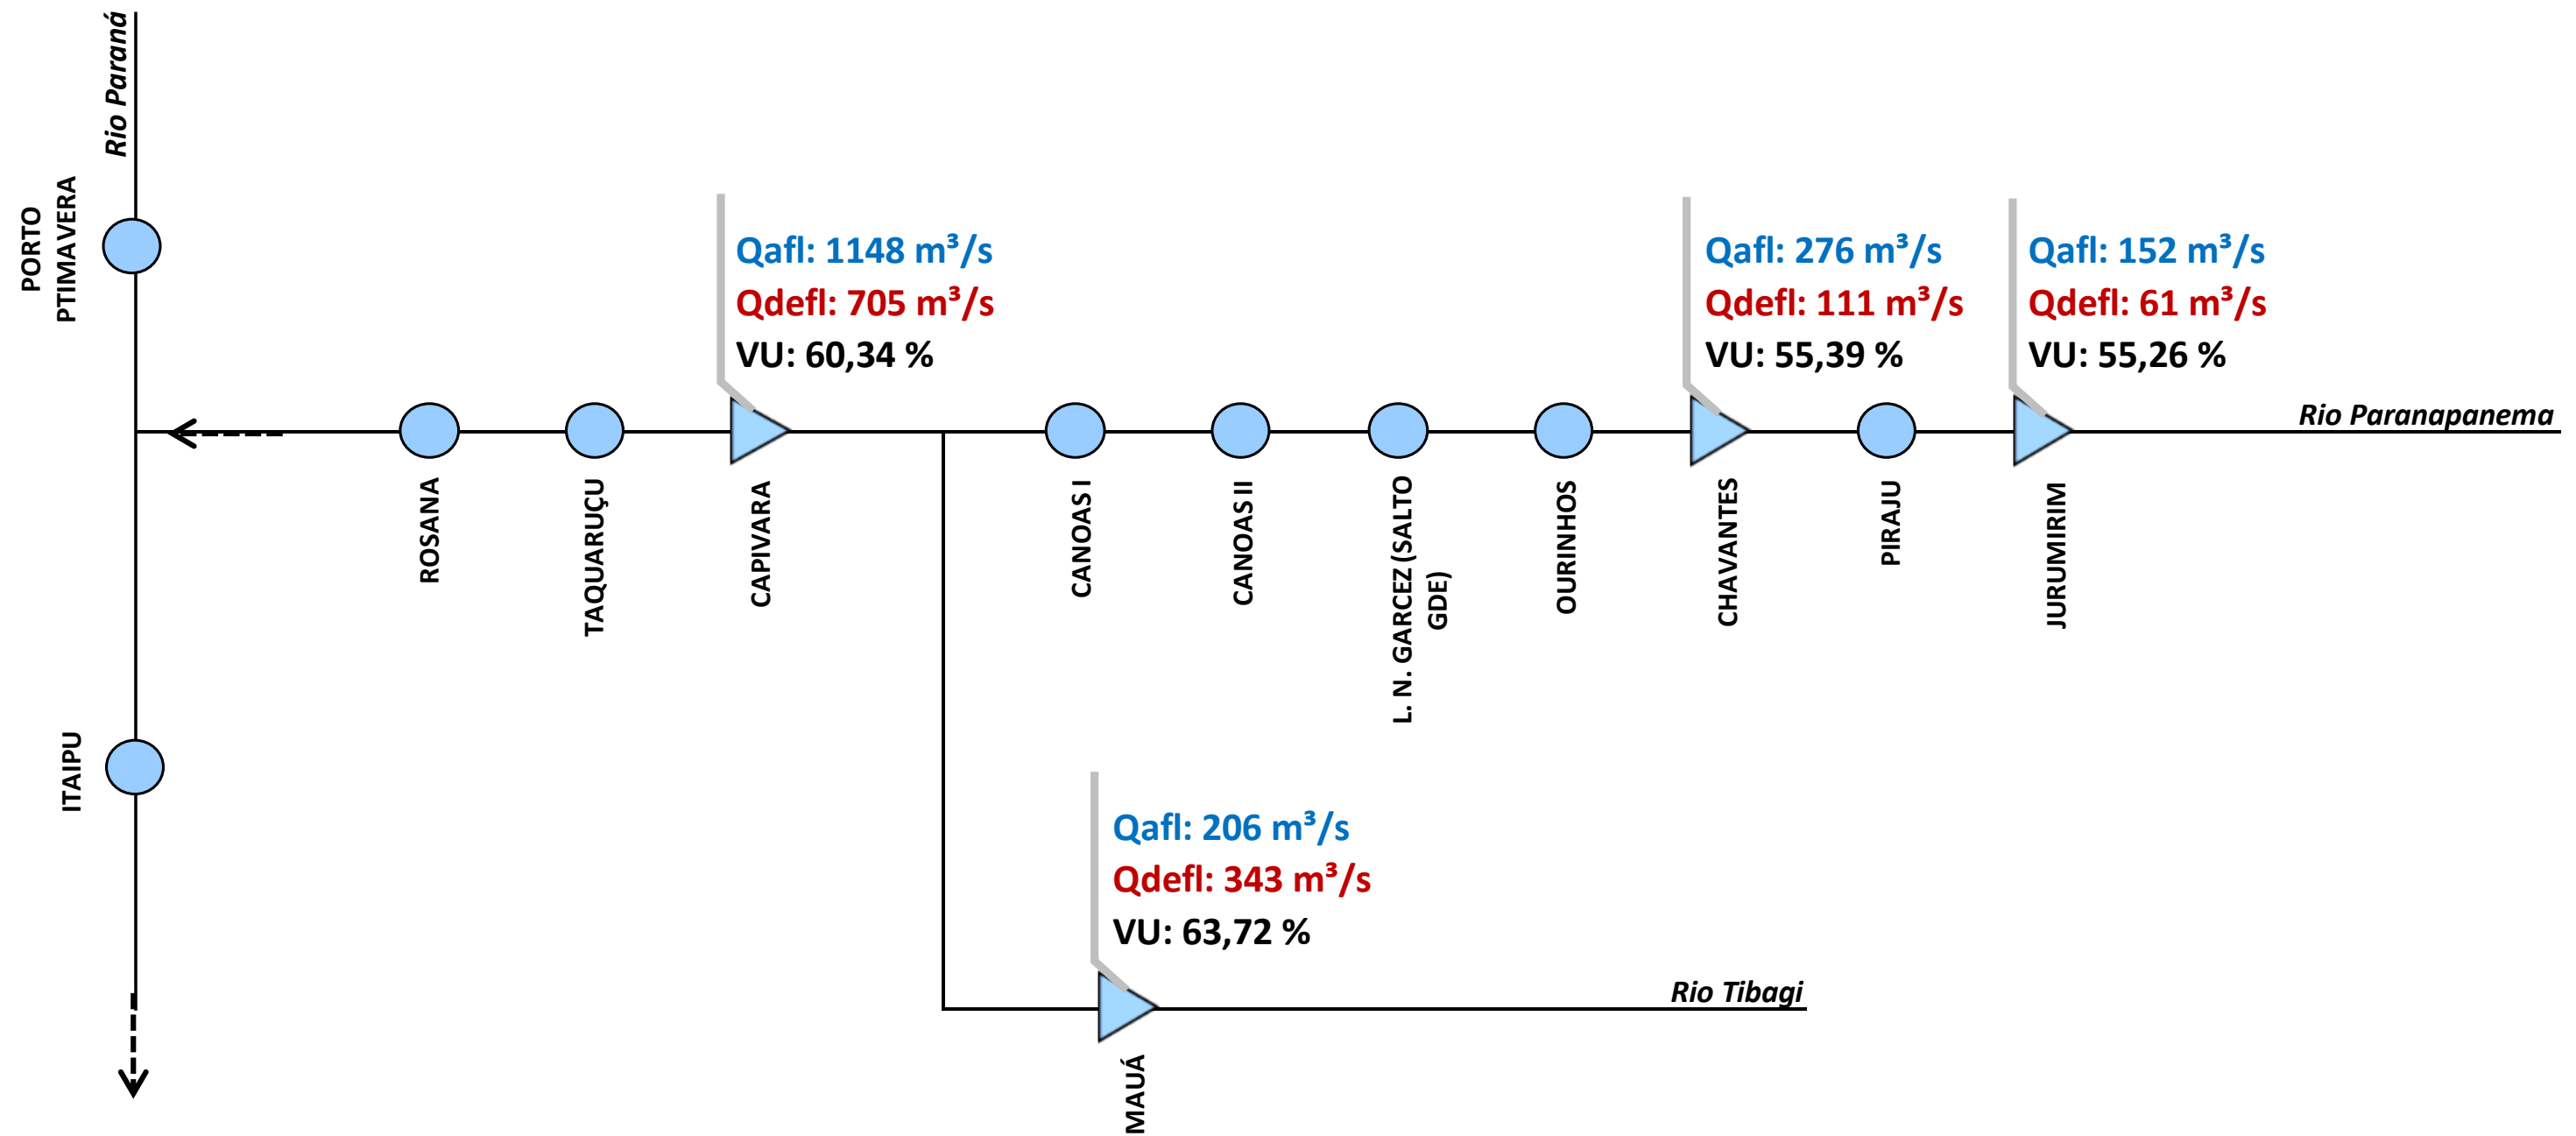 Rio Paraná
PORTO
PTIMAVERA
Qafl: 1148 m³/s
Qdefl: 705 m³/s
VU: 60,34 %
Qafl: 276 m³/s
Qdefl: 111 m³/s
VU: 55,39 %
Qafl: 152 m³/s
Qdefl: 61 m³/s
VU: 55,26 %
Rio Paranapanema
ROSANA
TAQUARUÇU
CAPIVARA
CANOAS I
CANOAS II
L. N. GARCEZ (SALTO
GDE)
OURINHOS
CHAVANTES
PIRAJU
JURUMIRIM
ITAIPU
Qafl: 206 m³/s
Qdefl: 343 m³/s
VU: 63,72 %
Rio Tibagi
MAUÁ